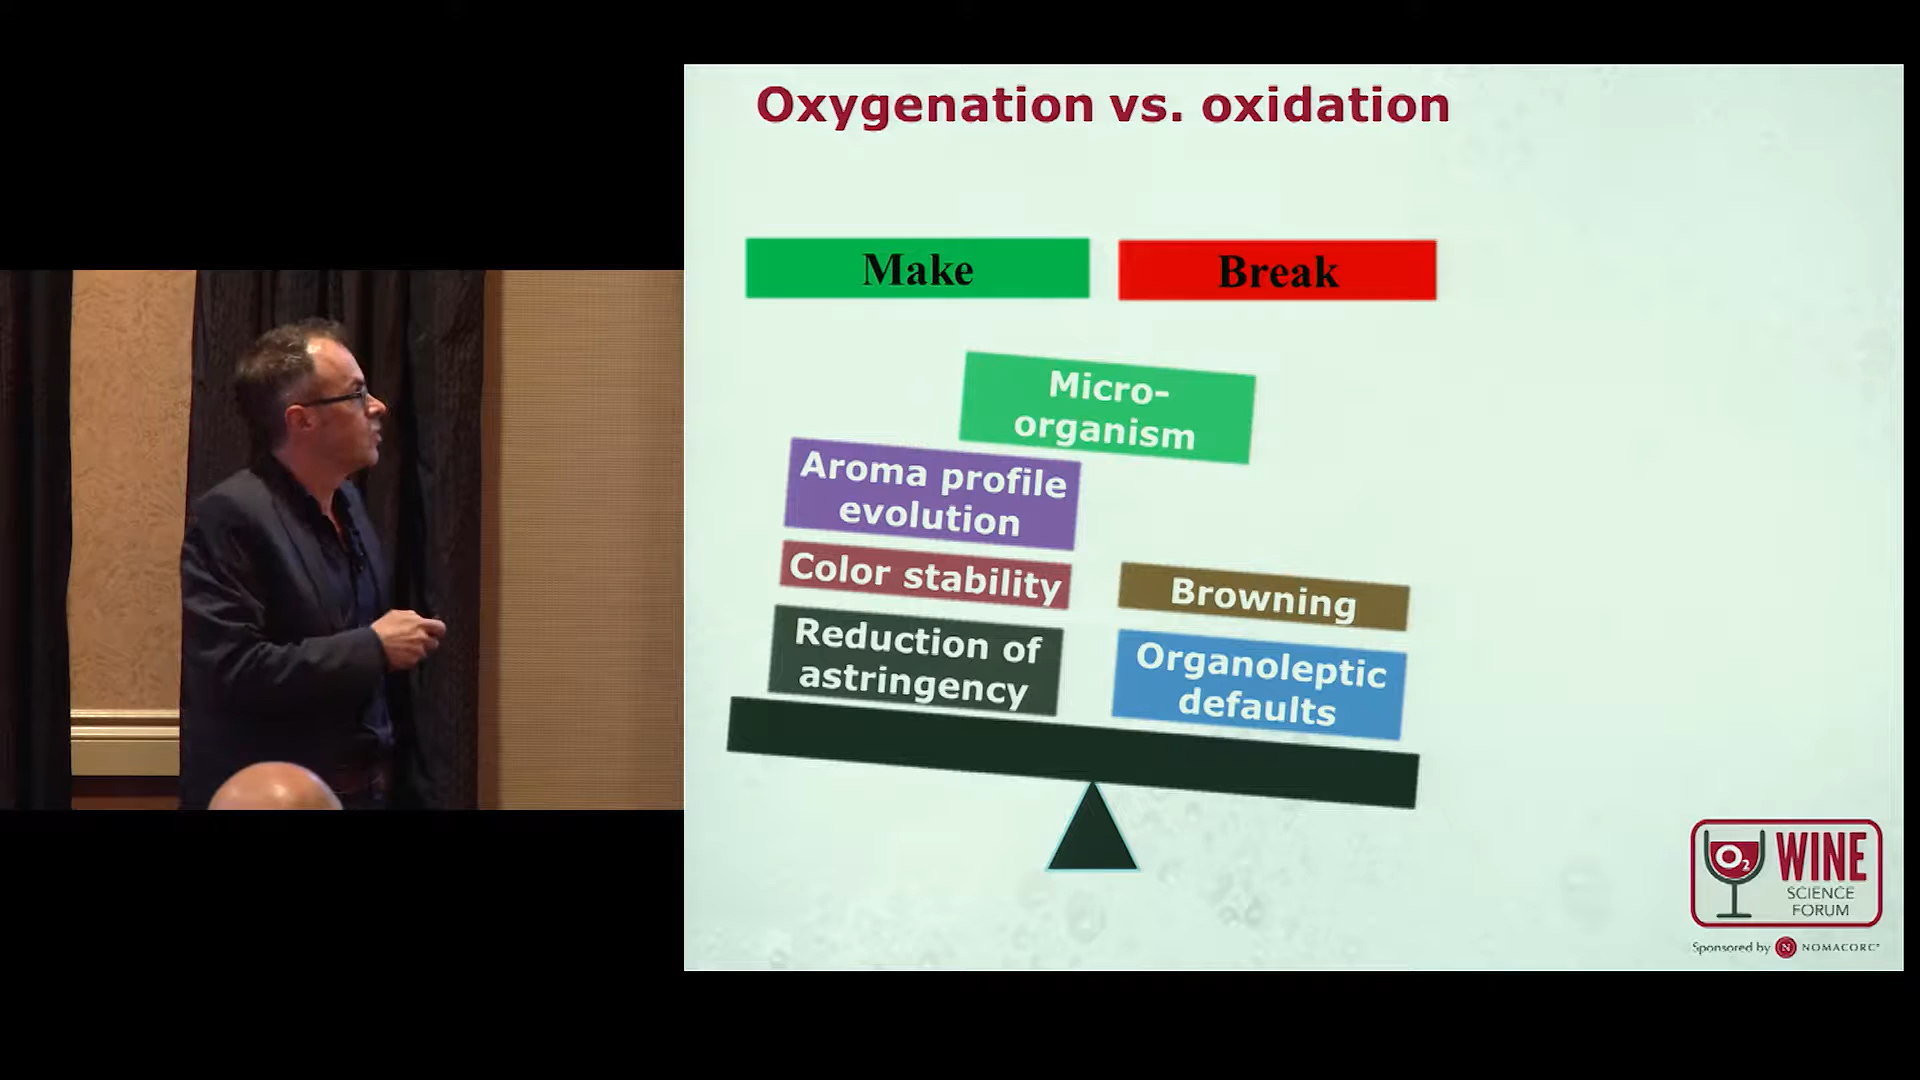 Oxygenation vs. oxidation
Make
Break
Micro-
organism
Aroma profile
evolution
Color stability
Browning
Reduction of
astringency
Organoleptic
defaults
O2
WINE
SCIENCE
FORUM
Sponsored by N NOMACORC